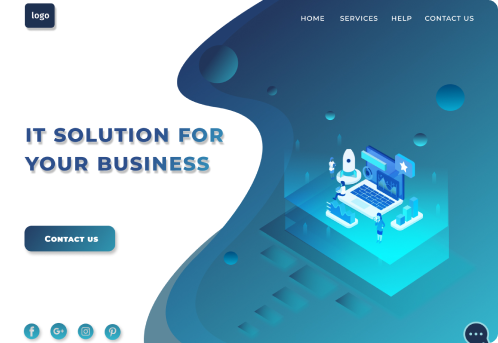 logo
HOME SERVICES HELP CONTACT US
IT SOLUTION FOR
YOUR BUSINESS
Contact us